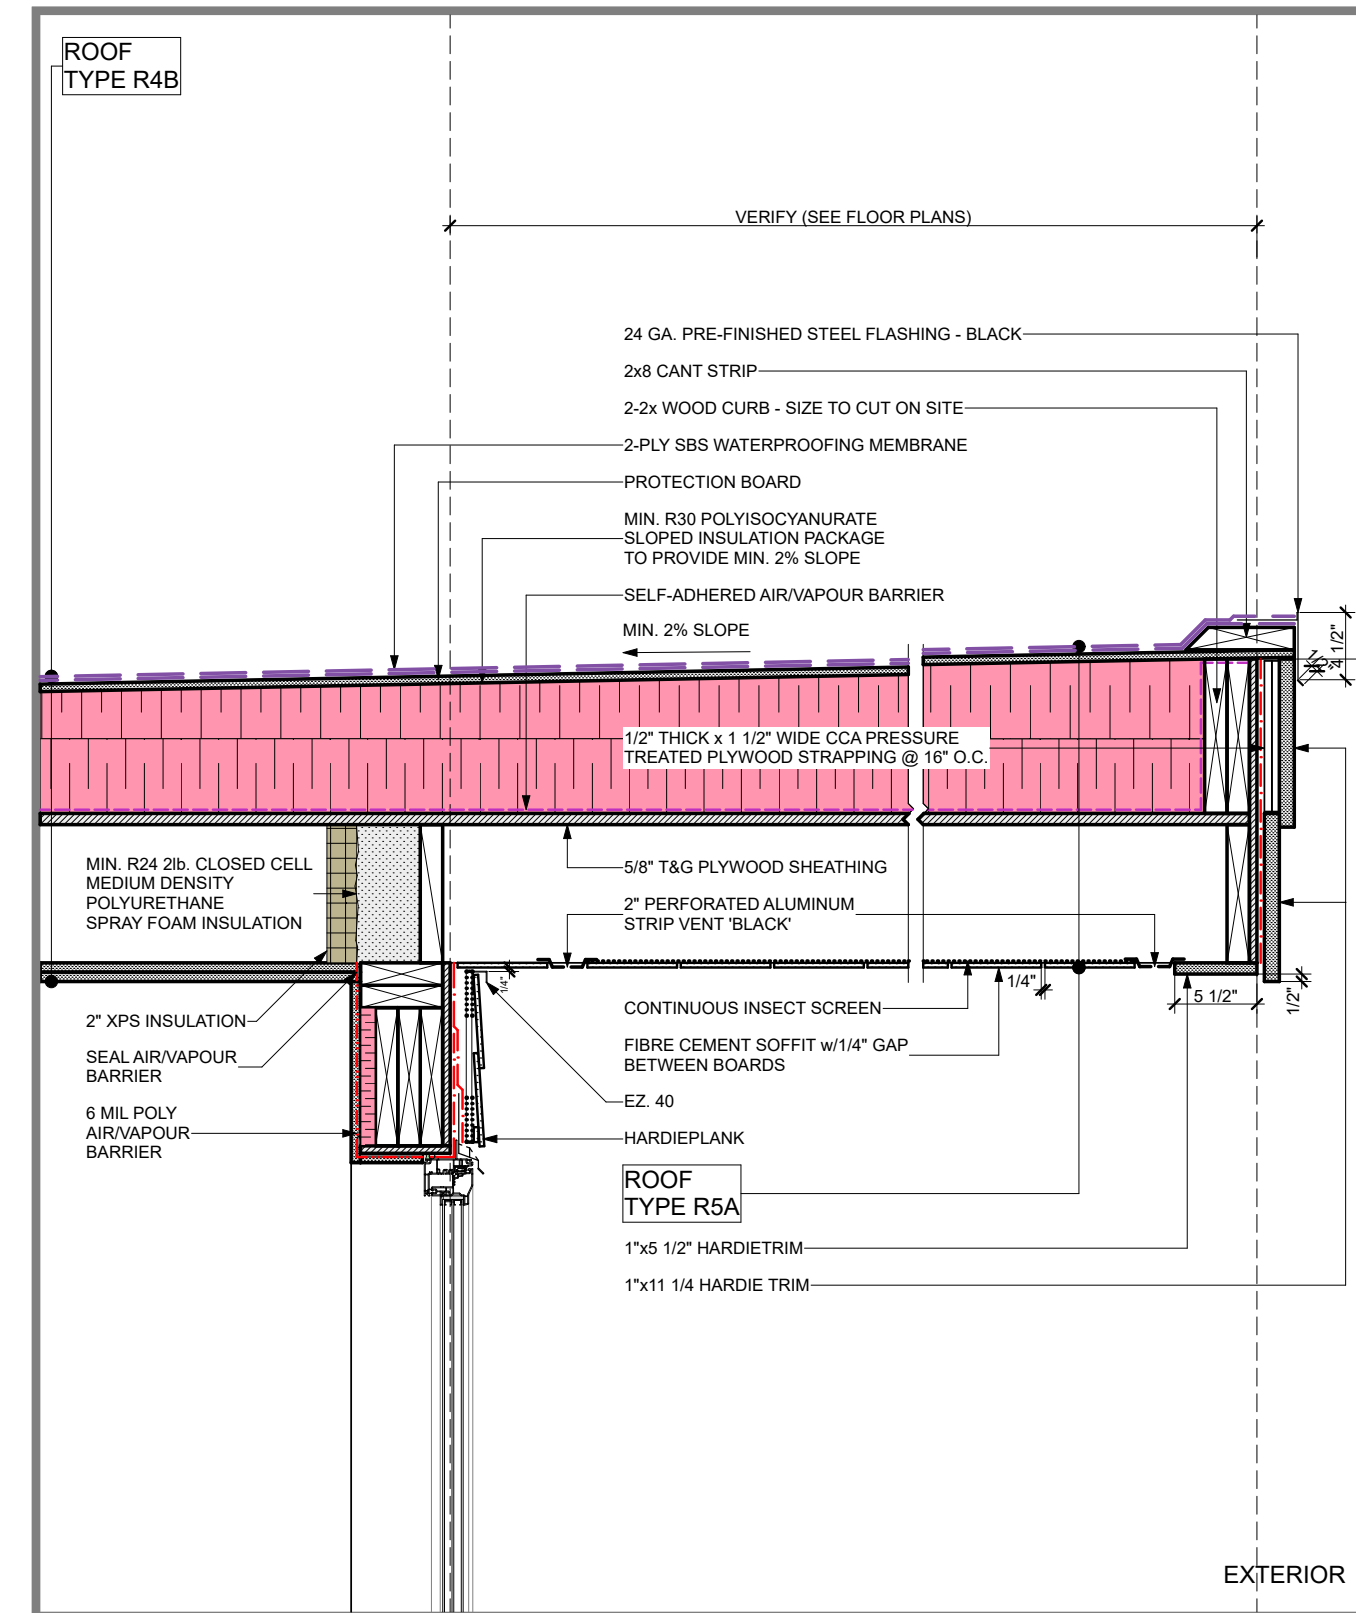 ROOF
TYPE R4B
VERIFY (SEE FLOOR PLANS)
24 GA. PRE-FINISHED STEEL FLASHING - BLACK
2x8 CANT STRIP
2-2x WOOD CURB - SIZE TO CUT ON SITE
2-PLY SBS WATERPROOFING MEMBRANE
PROTECTION BOARD
MIN. R30 POLYISOCYANURATE
SLOPED INSULATION PACKAGE
TO PROVIDE MIN. 2% SLOPE
SELF-ADHERED AIR/VAPOUR BARRIER
MIN. 2% SLOPE
4 1/2"
1/2" THICK x 1 1/2" WIDE CCA PRESSURE
TREATED PLYWOOD STRAPPING @ 16" O.C.
MIN. R24 2lb. CLOSED CELL
MEDIUM DENSITY
POLYURETHANE
SPRAY FOAM INSULATION
5/8" T&G PLYWOOD SHEATHING
2" PERFORATED ALUMINUM
STRIP VENT 'BLACK'
1/4"
1/4"
5 1/2"
1/2"
CONTINUOUS INSECT SCREEN
2" XPS INSULATION
FIBRE CEMENT SOFFIT w/1/4" GAP
BETWEEN BOARDS
SEAL AIR/VAPOUR
BARRIER
EZ. 40
6 MIL POLY
AIR/VAPOUR
BARRIER
HARDIEPLANK
ROOF
TYPE R5A
1"x5 1/2" HARDIETRIM
1"x11 1/4 HARDIE TRIM
EXTERIOR